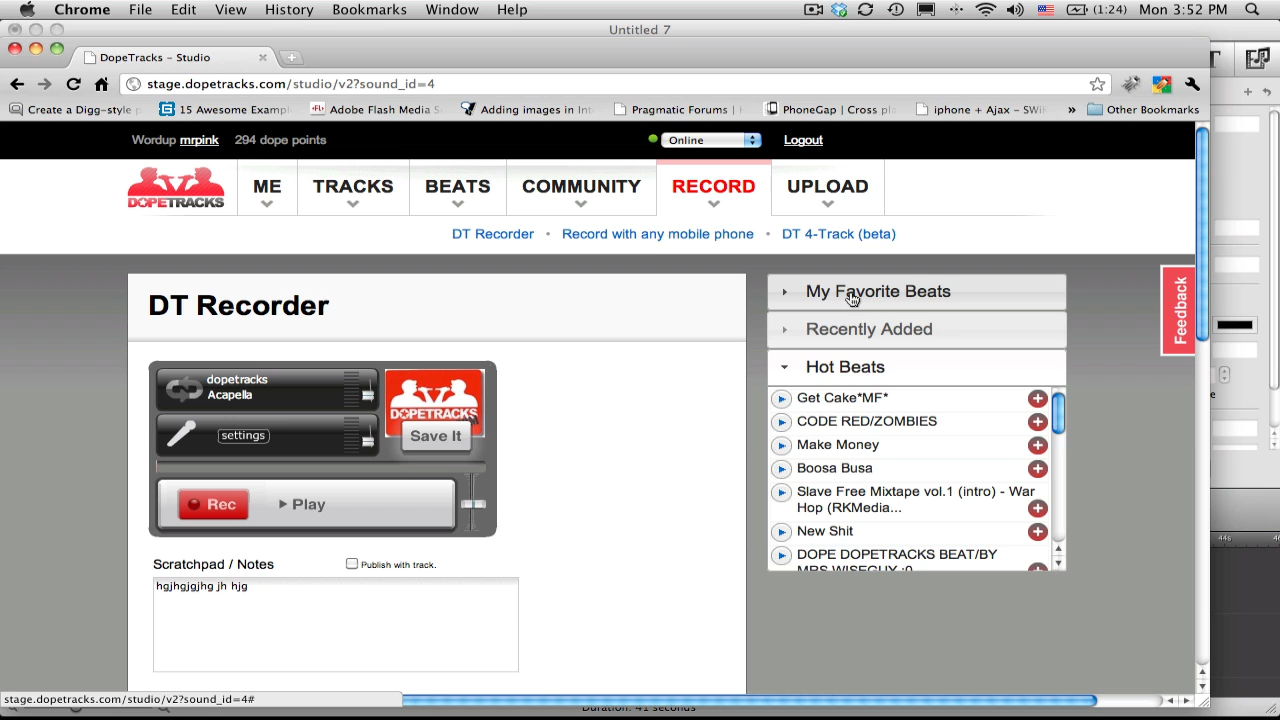 Chrome File Edit View History Bookmarks Window Help (1:24) Mon 3:52 PM
Untitled 7
DopeTracks - Studio
stage.dopetracks.com/studio/v2?sound_id=4
Create a Digg-style p 15 Awesome Exampl Adobe Flash Media S Adding images in Int Pragmatic Forums | PhoneGap | Cross pla iphone + Ajax – SWi » Other Bookmarks
Wordup mrpink 294 dope points Online Logout
DOPETRACKS ME TRACKS BEATS COMMUNITY RECORD UPLOAD
DT Recorder • Record with any mobile phone • DT 4-Track (beta)
Feedback
DT Recorder
dopetracks
Acapella
DOPETRACKS
settings
Save It
Rec Play
Scratchpad / Notes Publish with track.
hgjhgjgjhg jh hjg
My Favorite Beats
Recently Added
Hot Beats
Get Cake*MF*
CODE RED/ZOMBIES
Make Money
Boosa Busa
Slave Free Mixtape vol.1 (intro) - War
Hop (RKMedia...
New Shit
DOPE DOPETRACKS BEAT/BY
MRS WISEGUY :0
44s
stage.dopetracks.com/studio/v2?sound_id=4#
Duration: 41 seconds